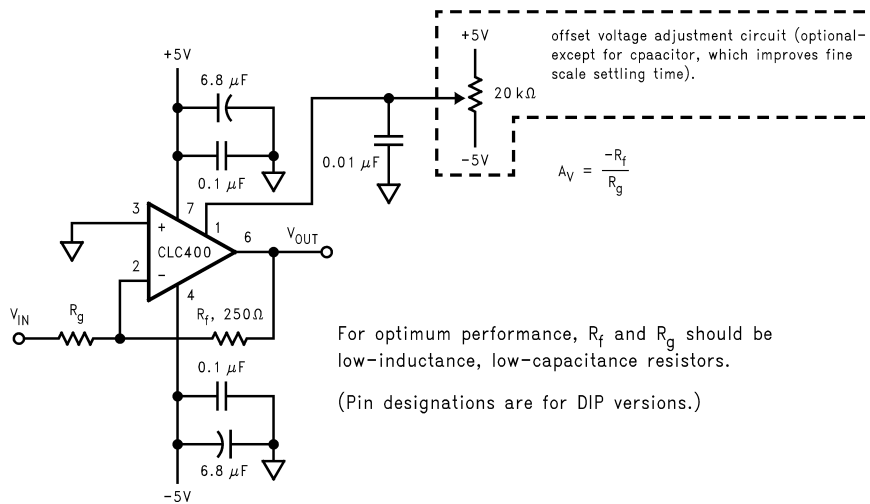 +5V
offset voltage adjustment circuit (optional-
except for cpaacitor, which improves fine
scale settling time).
+5V
6.8 μF
20 kΩ
0.1 μF
0.01 μF
-5V
A_V = -R_f / R_g
3
7
1
+
CLC400
6
V_OUT
2
-
4
V_IN
R_g
R_f, 250Ω
For optimum performance, R_f and R_g should be
low-inductance, low-capacitance resistors.
0.1 μF
(Pin designations are for DIP versions.)
6.8 μF
-5V